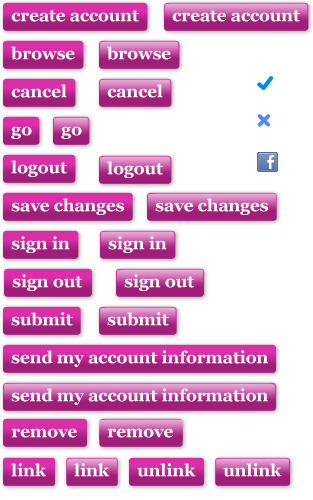 create account create account
browse browse
cancel cancel
go go
logout logout
f
save changes save changes
sign in sign in
sign out sign out
submit submit
send my account information
send my account information
remove remove
link link unlink unlink